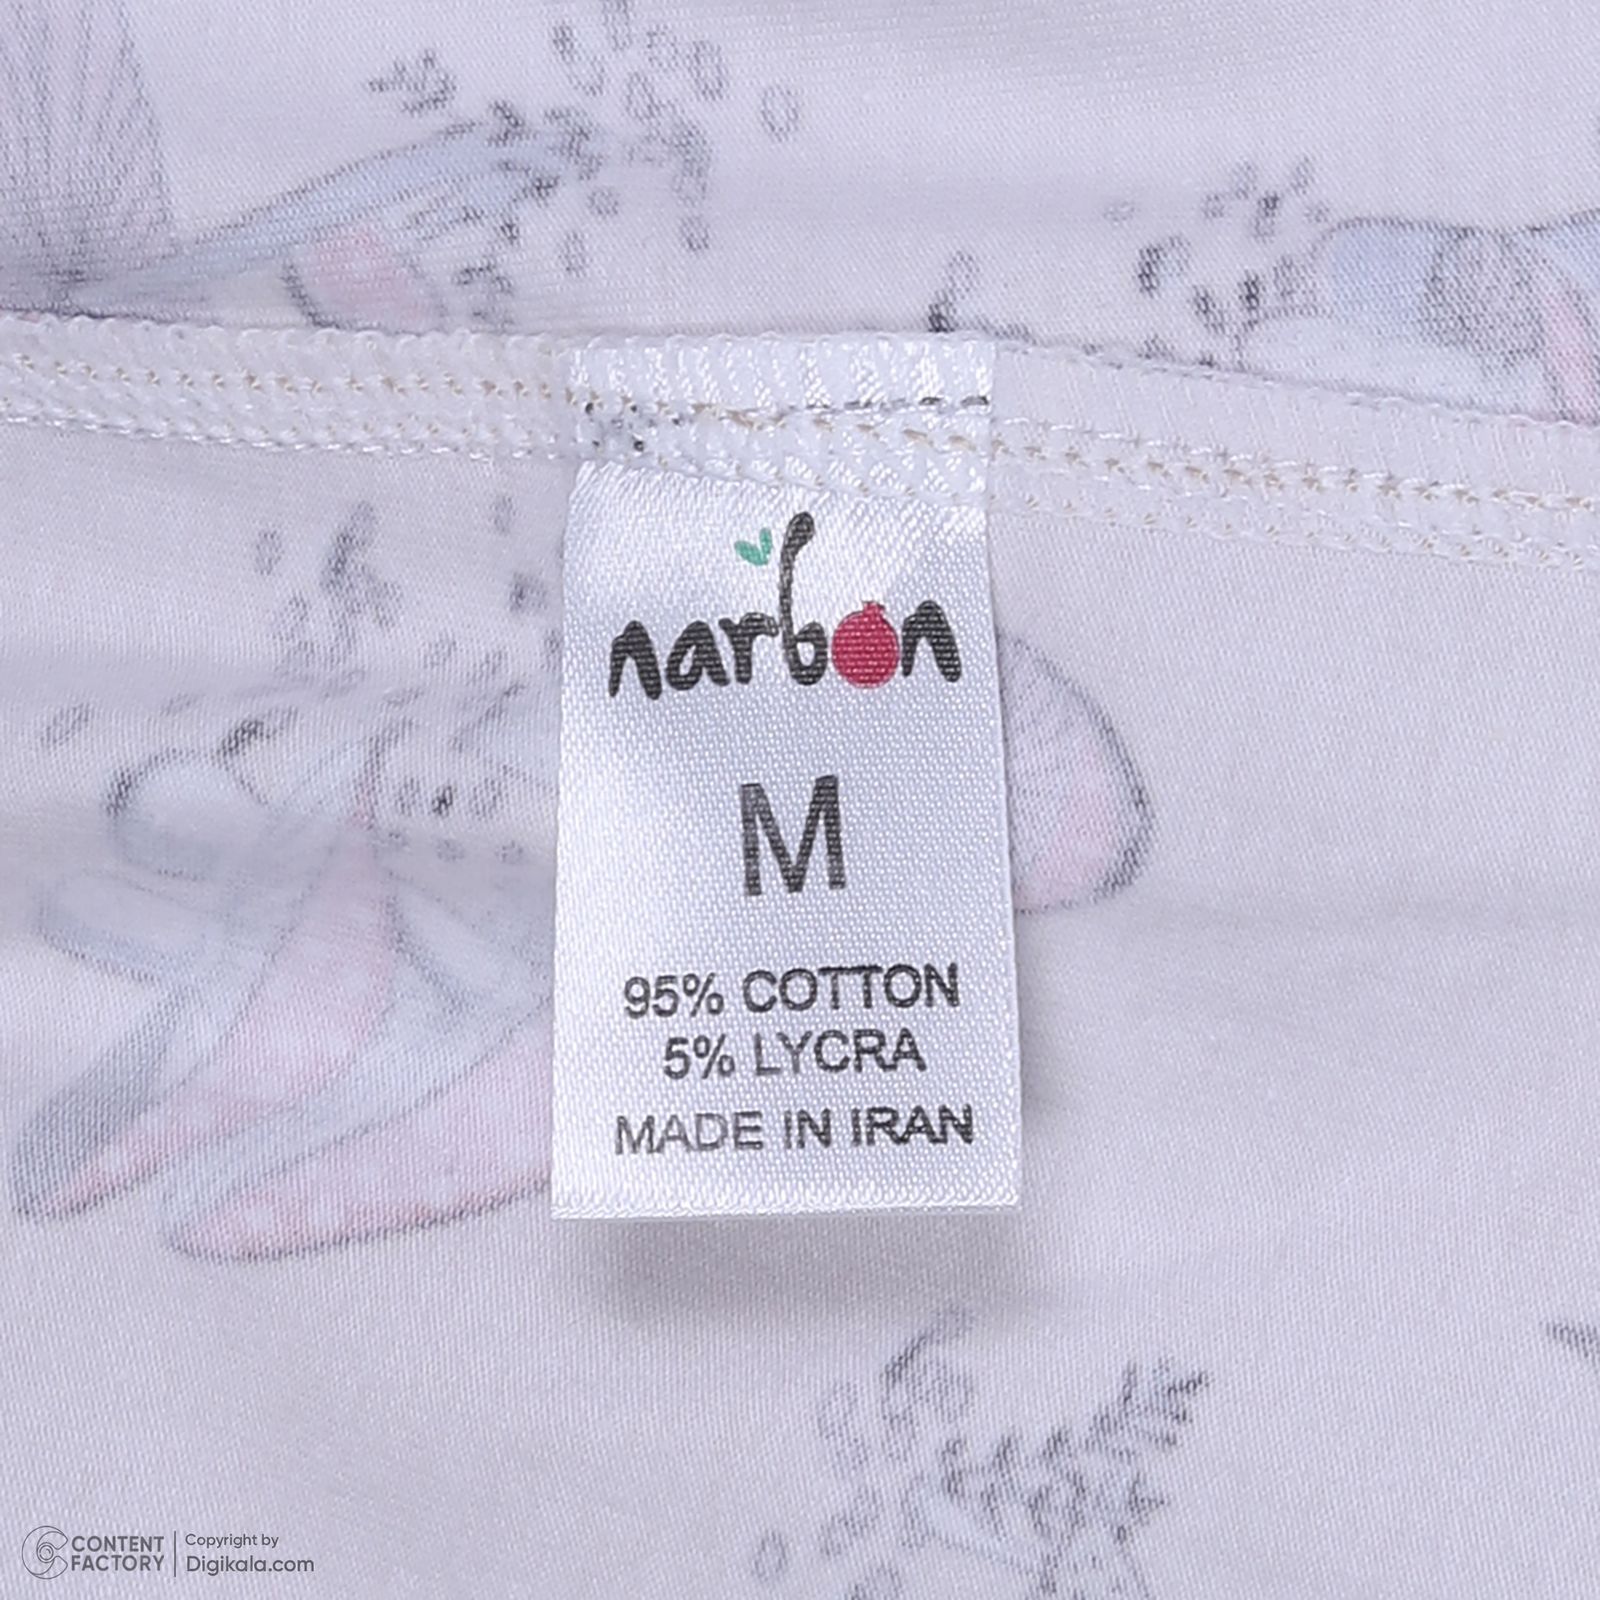 narbon
M
95% COTTON
5% LYCRA
MADE IN IRAN
CONTENT FACTORY
Copyright by
Digikala.com